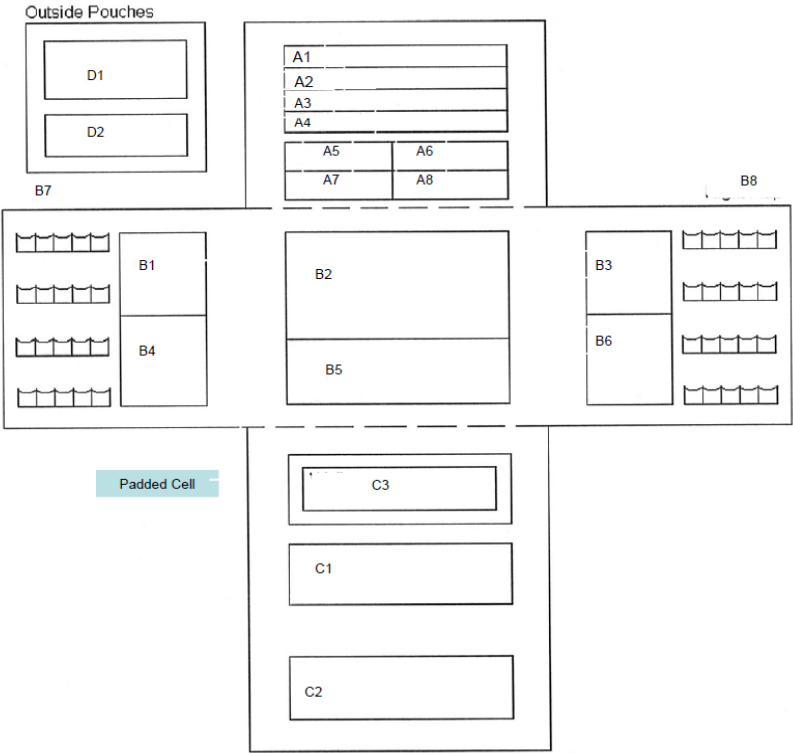 Outside Pouches
D1
D2
A1
A2
A3
A4
A5 A6
A7 A8
B7
B8
B1
B2
B3
B4
B5
B6
Padded Cell
C3
C1
C2